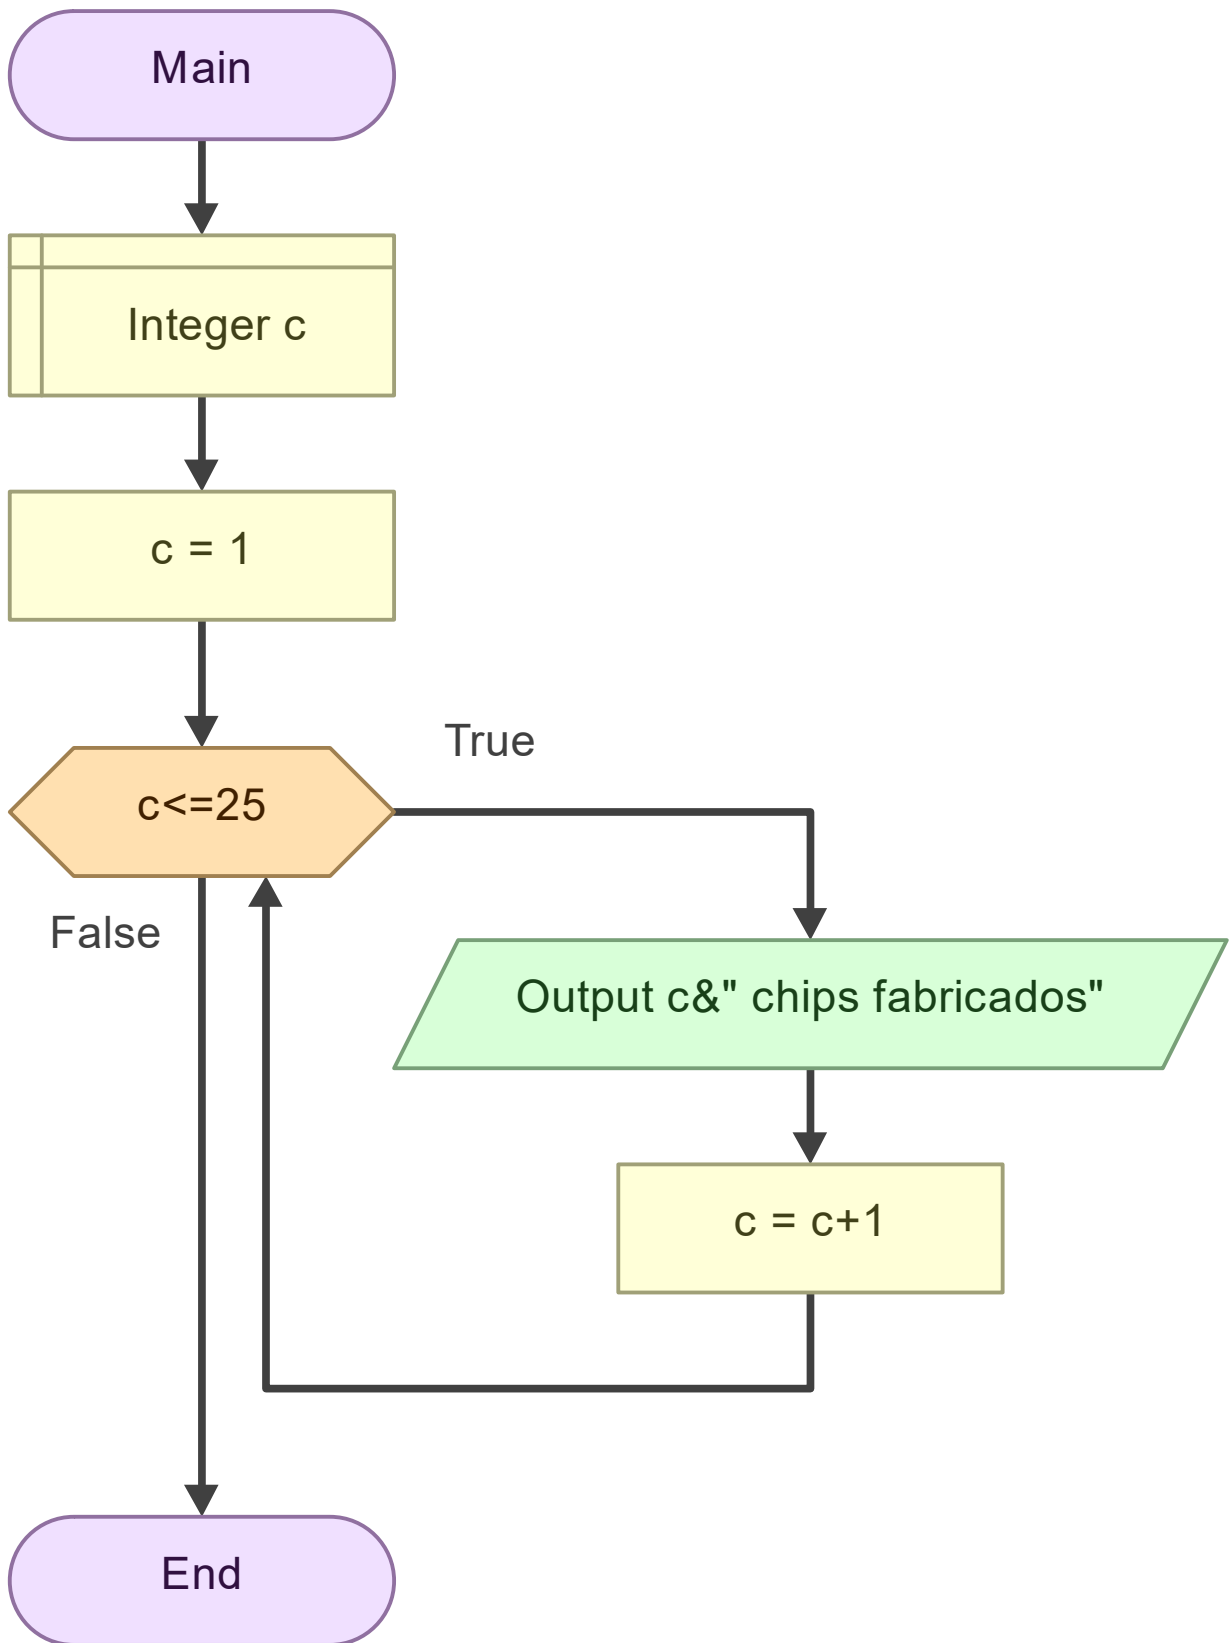 Main
Integer c
c = 1
c<=25
True
False
Output c&" chips fabricados"
c = c+1
End